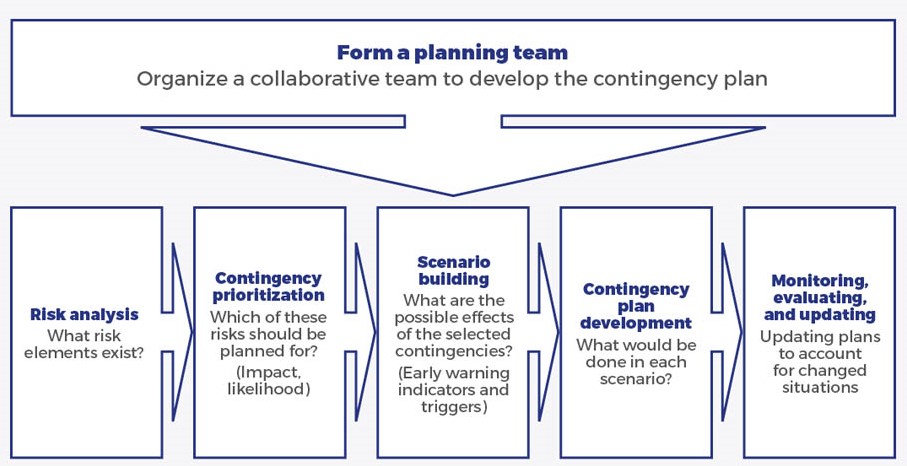 Form a planning team
Organize a collaborative team to develop the contingency plan
Risk analysis
What risk
elements exist?
Contingency
prioritization
Which of these
risks should be
planned for?
(Impact,
likelihood)
Scenario
building
What are the
possible effects
of the selected
contingencies?
(Early warning
indicators and
triggers)
Contingency
plan
development
What would be
done in each
scenario?
Monitoring,
evaluating,
and updating
Updating plans
to account
for changed
situations